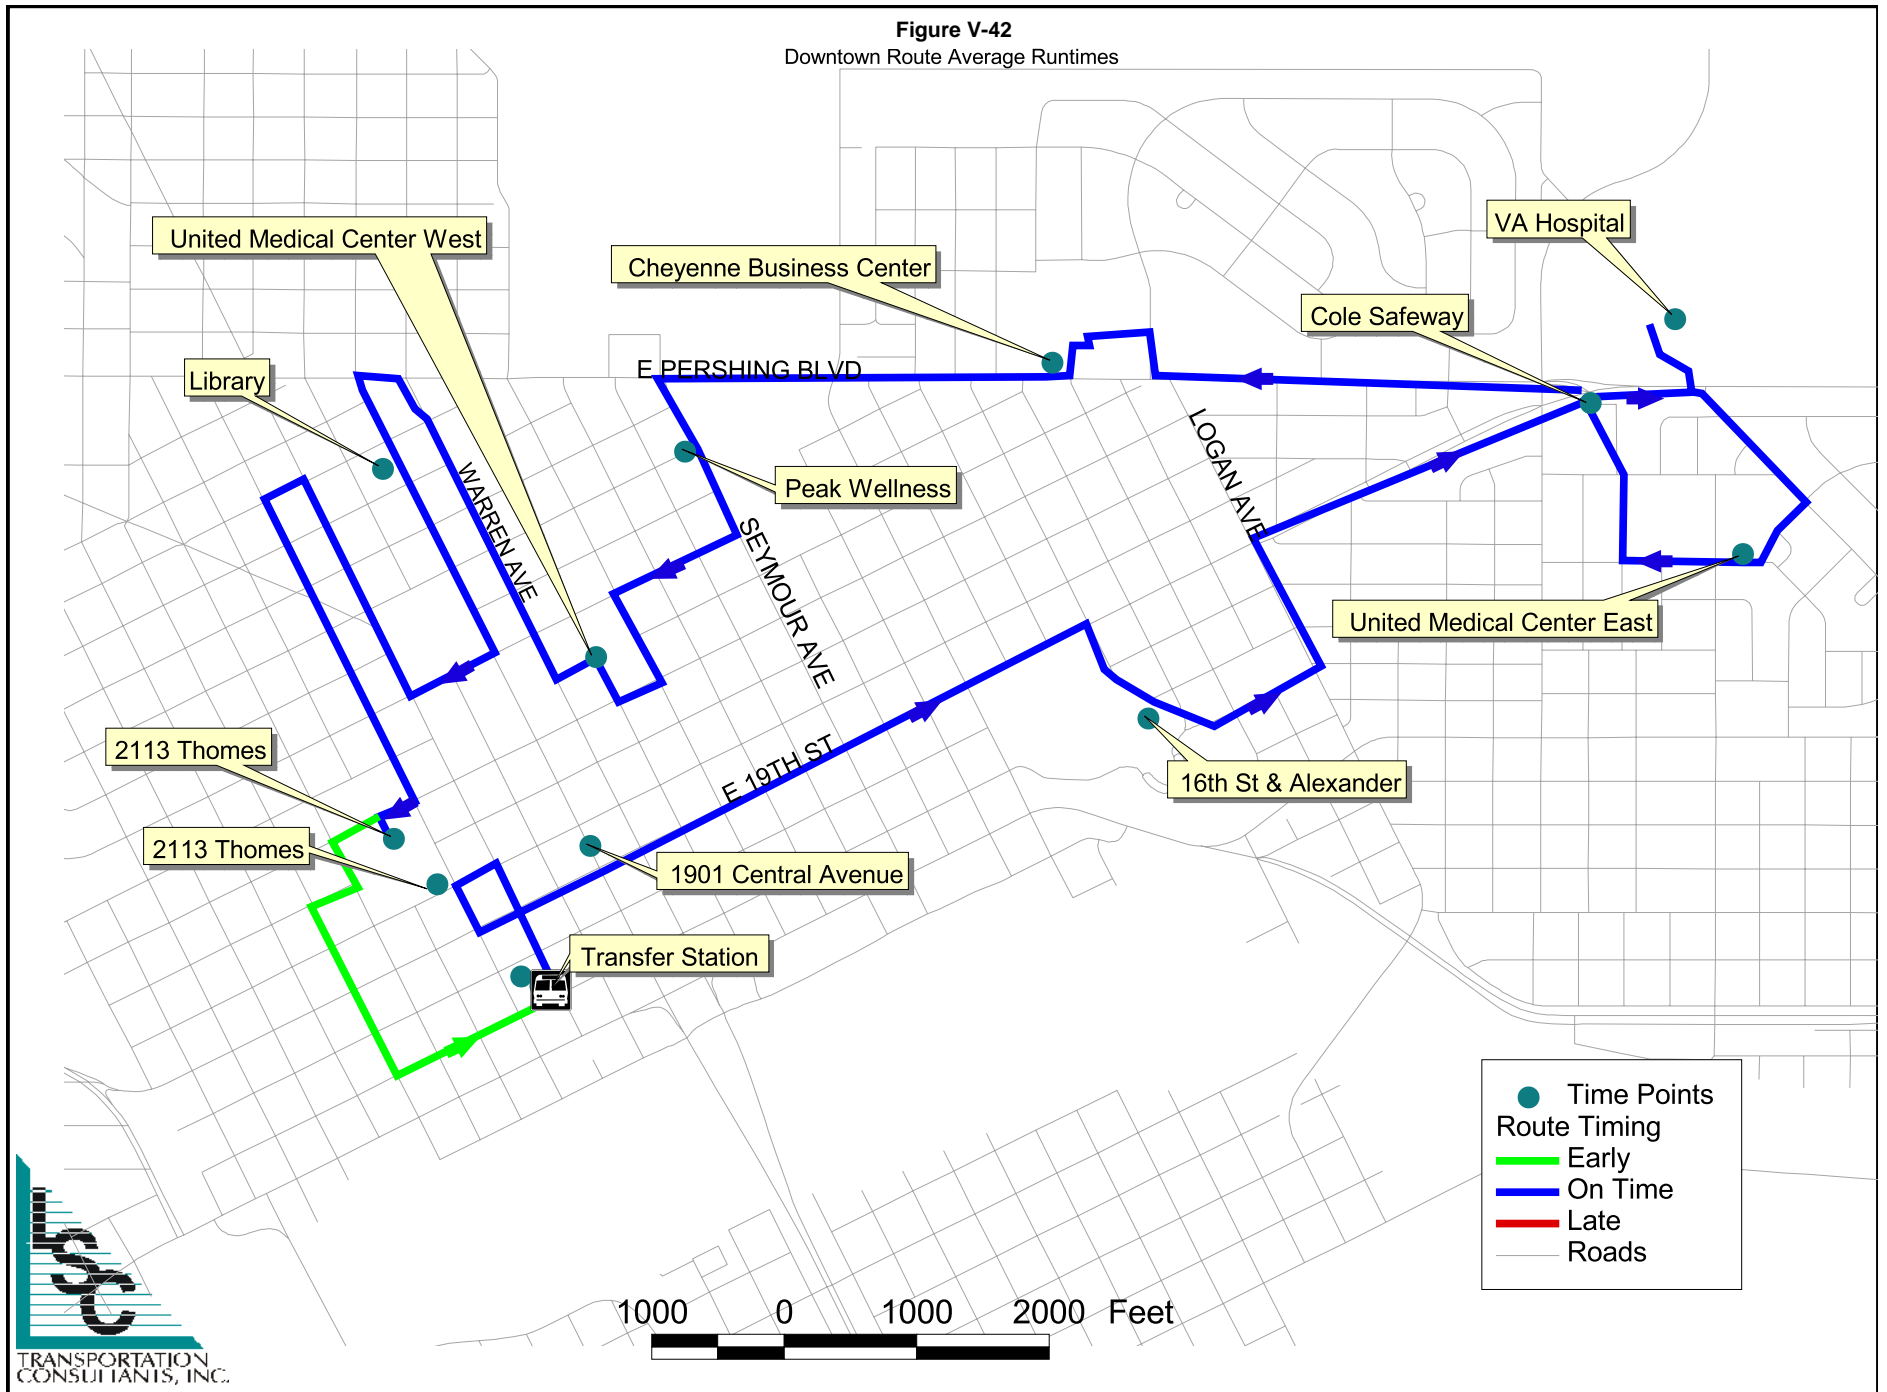 Figure V-42
Downtown Route Average Runtimes
VA Hospital
United Medical Center West
Cheyenne Business Center
Cole Safeway
Library
E PERSHING BLVD
LOGAN AVE
WARREN AVE
Peak Wellness
SEYMOUR AVE
United Medical Center East
2113 Thomes
E 19TH ST
16th St & Alexander
2113 Thomes
1901 Central Avenue
Transfer Station
Time Points
Route Timing
Early
On Time
Late
Roads
1000 0 1000 2000 Feet
LSC
TRANSPORTATION
CONSULTANTS, INC.